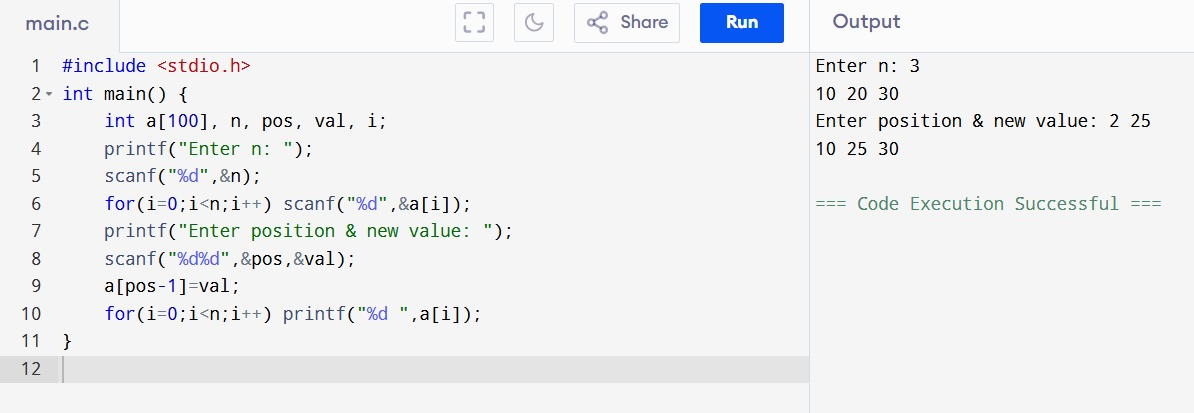 main.c
Share
Run
Output
1 #include <stdio.h>
2 int main() {
3     int a[100], n, pos, val, i;
4     printf("Enter n: ");
5     scanf("%d",&n);
6     for(i=0;i<n;i++) scanf("%d",&a[i]);
7     printf("Enter position & new value: ");
8     scanf("%d%d",&pos,&val);
9     a[pos-1]=val;
10     for(i=0;i<n;i++) printf("%d ",a[i]);
11 }
12
Enter n: 3
10 20 30
Enter position & new value: 2 25
10 25 30
=== Code Execution Successful ===